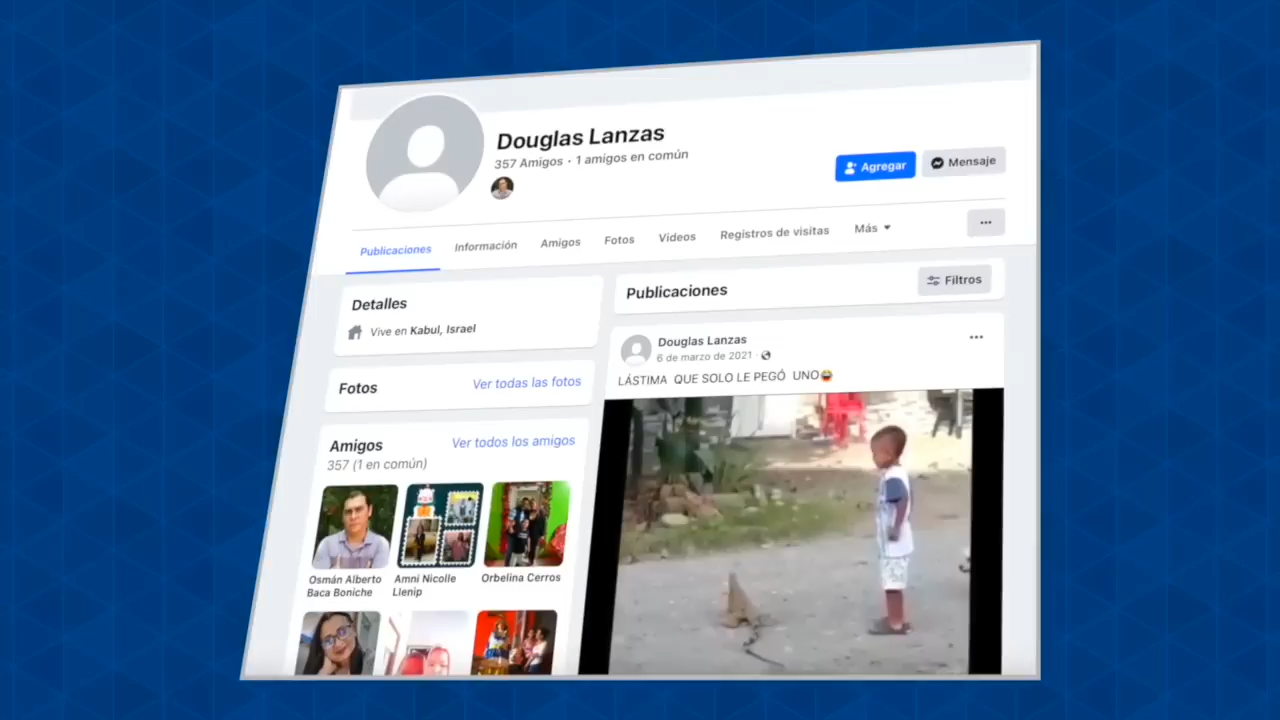 Douglas Lanzas
357 Amigos · 1 amigos en común
Agregar
Mensaje
Publicaciones
Información
Amigos
Fotos
Videos
Registros de visitas
Más
Detalles
Vive en Kabul, Israel
Fotos
Ver todas las fotos
Amigos
Ver todos los amigos
357 (1 en común)
Osmán Alberto
Baca Boniche
Amni Nicolle
Llenip
Orbelina Cerros
Publicaciones
Filtros
Douglas Lanzas
6 de marzo de 2021 ·
LÁSTIMA QUE SOLO LE PEGÓ UNO😂